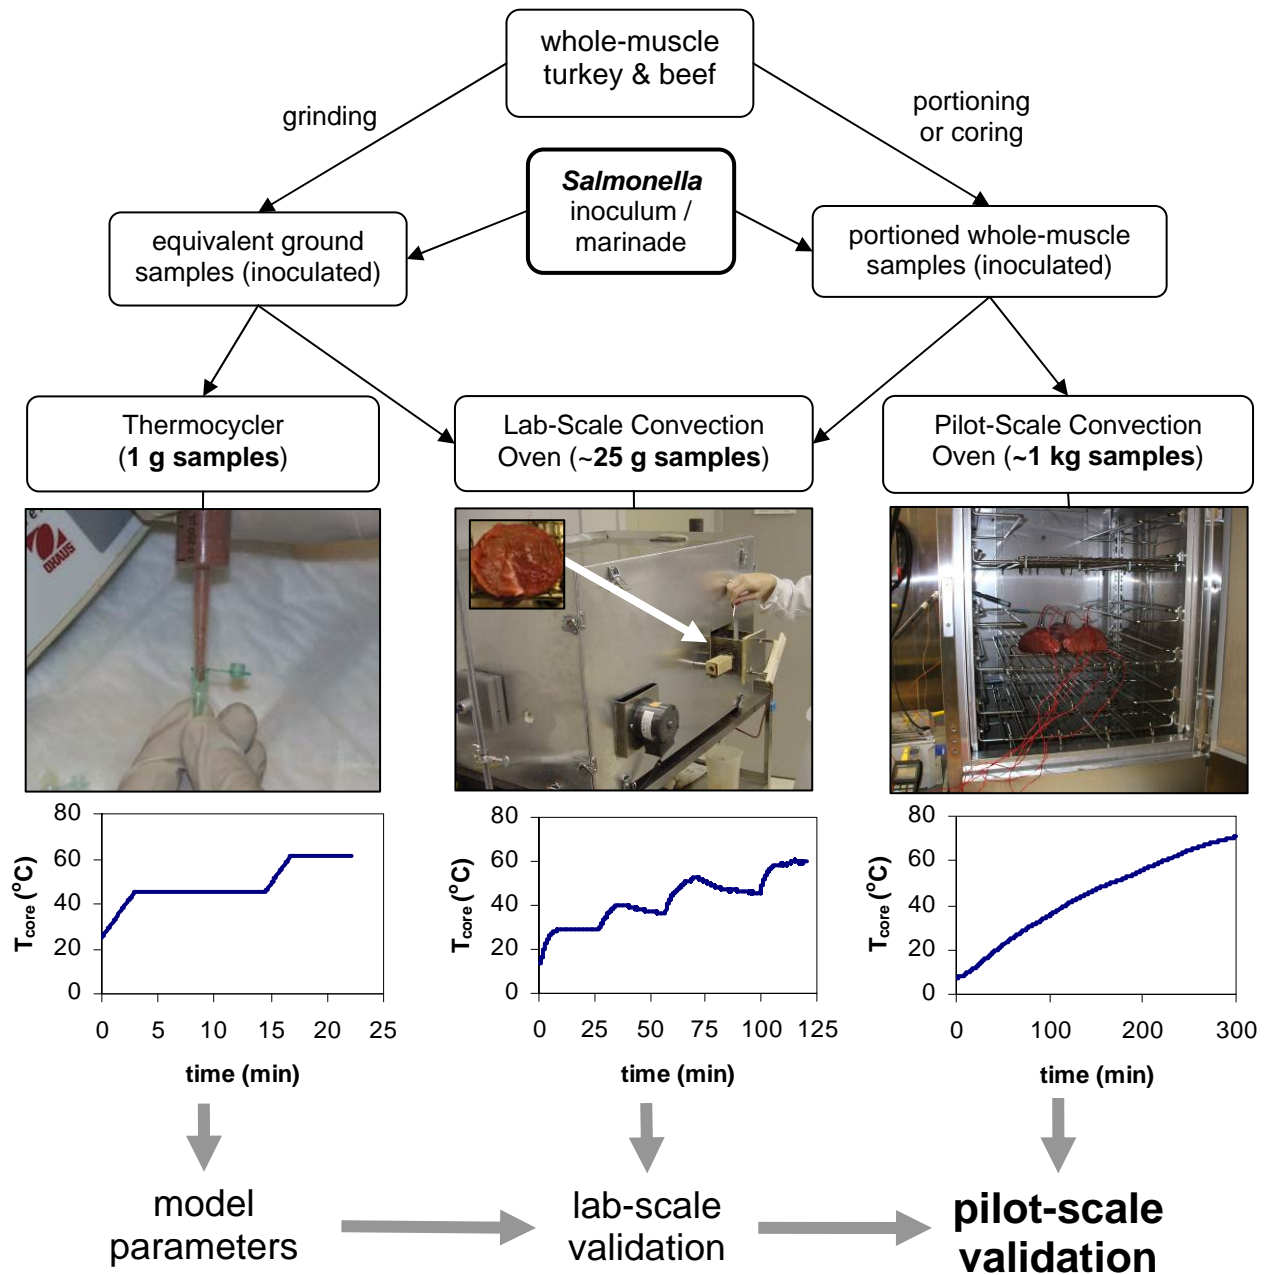 whole-muscle
turkey & beef
grinding
portioning
or coring
Salmonella
inoculum /
marinade
equivalent ground
samples (inoculated)
portioned whole-muscle
samples (inoculated)
Thermocycler
(1 g samples)
Lab-Scale Convection
Oven (~25 g samples)
Pilot-Scale Convection
Oven (~1 kg samples)
OHAUS
80
60
40
20
0
Tcore (°C)
0 5 10 15 20 25
time (min)
80
60
40
20
0
Tcore (°C)
0 25 50 75 100 125
time (min)
80
60
40
20
0
Tcore (°C)
0 100 200 300
time (min)
model
parameters
lab-scale
validation
pilot-scale
validation